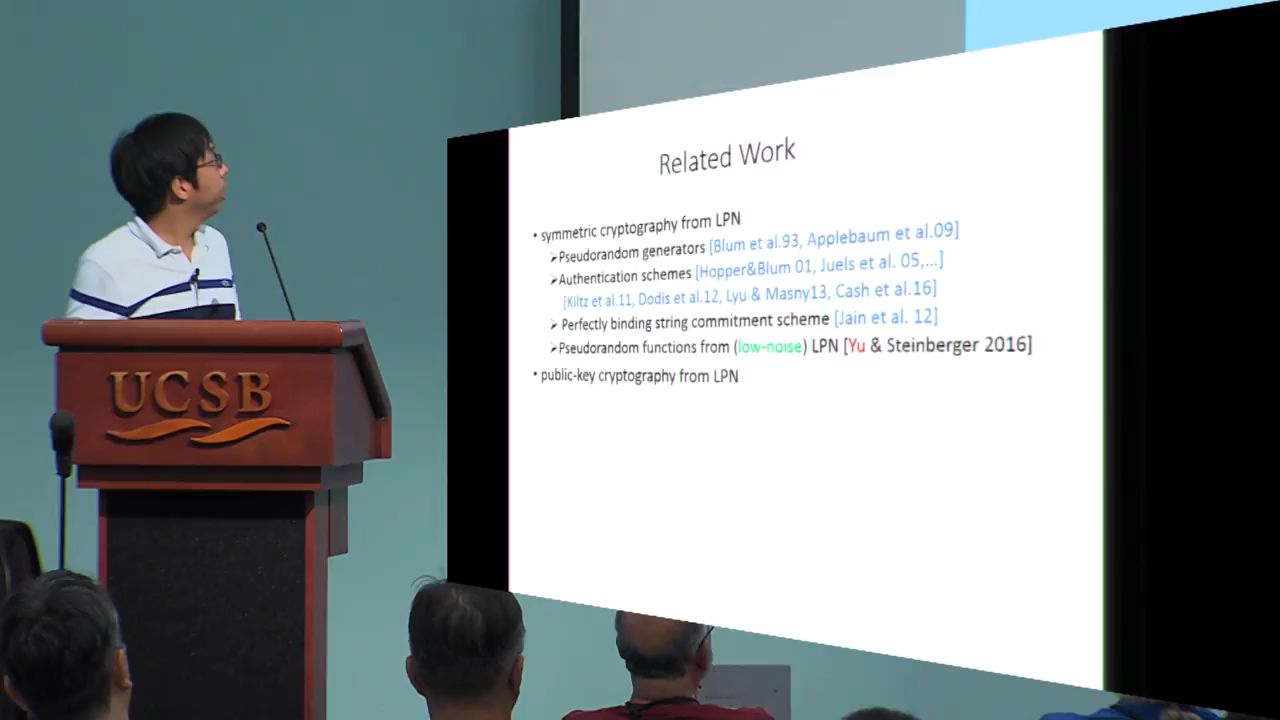 Related Work
• symmetric cryptography from LPN
➢Pseudorandom generators [Blum et al.93, Applebaum et al.09]
➢Authentication schemes [Hopper&Blum 01, Juels et al. 05,...]
[Kiltz et al.11, Dodis et al.12, Lyu & Masny13, Cash et al.16]
➢ Perfectly binding string commitment scheme [Jain et al. 12]
➢Pseudorandom functions from (low-noise) LPN [Yu & Steinberger 2016]
• public-key cryptography from LPN
UCSB